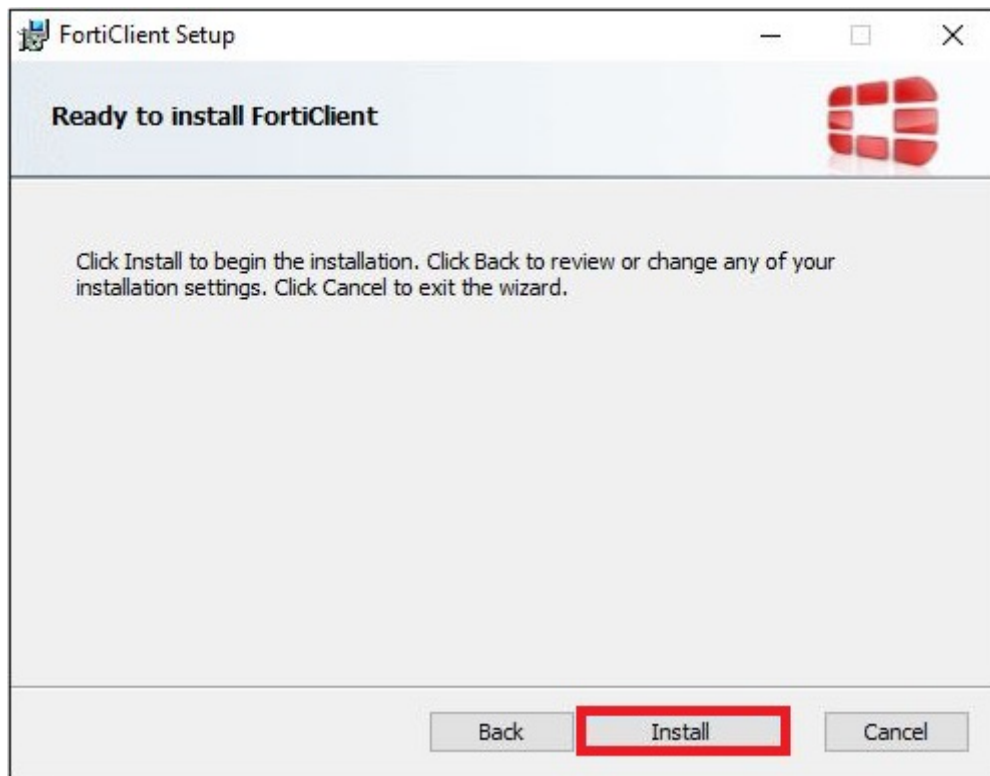 FortiClient Setup
Ready to install FortiClient
Click Install to begin the installation. Click Back to review or change any of your
installation settings. Click Cancel to exit the wizard.
Back Install Cancel